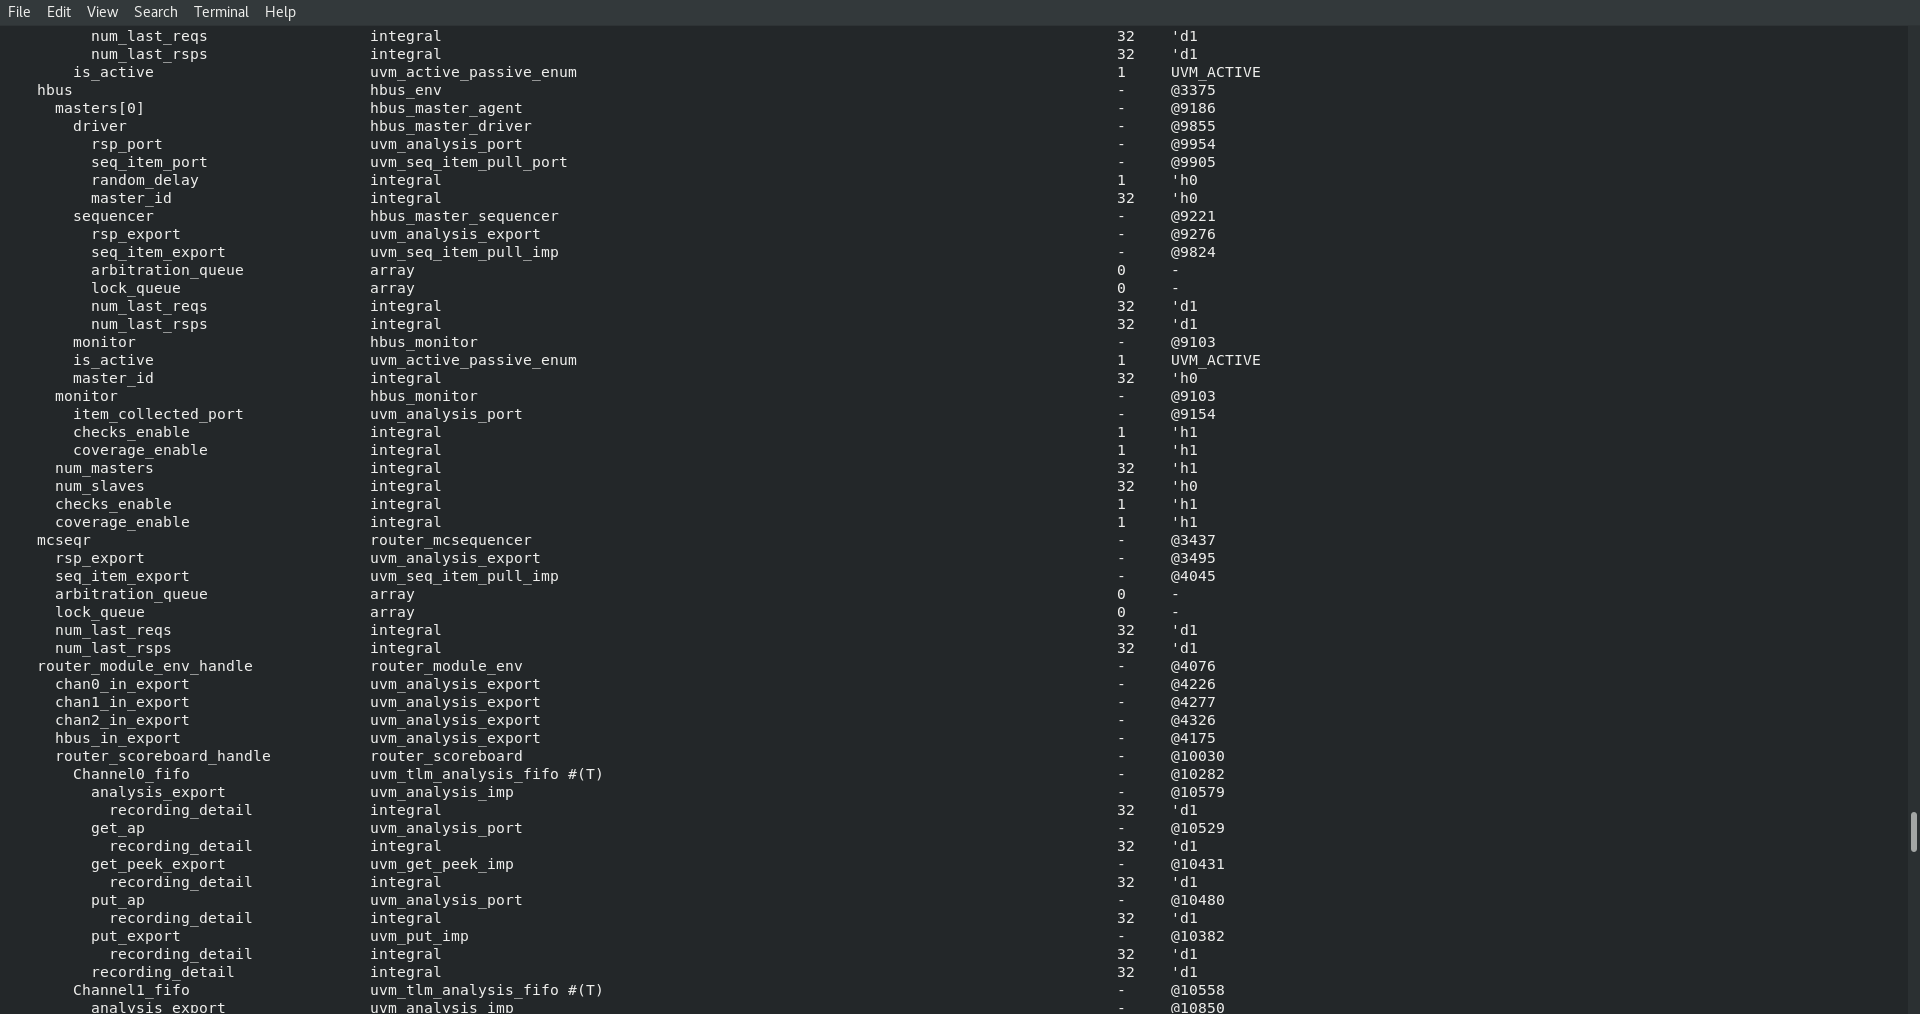 File Edit View Search Terminal Help
num_last_reqs integral 32 'd1
num_last_rsps integral 32 'd1
is_active uvm_active_passive_enum 1 UVM_ACTIVE
hbus hbus_env - @3375
masters[0] hbus_master_agent - @9186
driver hbus_master_driver - @9855
rsp_port uvm_analysis_port - @9954
seq_item_port uvm_seq_item_pull_port - @9905
random_delay integral 1 'h0
master_id integral 32 'h0
sequencer hbus_master_sequencer - @9221
rsp_export uvm_analysis_export - @9276
seq_item_export uvm_seq_item_pull_imp - @9824
arbitration_queue array 0 -
lock_queue array 0 -
num_last_reqs integral 32 'd1
num_last_rsps integral 32 'd1
monitor hbus_monitor - @9103
is_active uvm_active_passive_enum 1 UVM_ACTIVE
master_id integral 32 'h0
monitor hbus_monitor - @9103
item_collected_port uvm_analysis_port - @9154
checks_enable integral 1 'h1
coverage_enable integral 1 'h1
num_masters integral 32 'h1
num_slaves integral 32 'h0
checks_enable integral 1 'h1
coverage_enable integral 1 'h1
mcseqr router_mcsequencer - @3437
rsp_export uvm_analysis_export - @3495
seq_item_export uvm_seq_item_pull_imp - @4045
arbitration_queue array 0 -
lock_queue array 0 -
num_last_reqs integral 32 'd1
num_last_rsps integral 32 'd1
router_module_env_handle router_module_env - @4076
chan0_in_export uvm_analysis_export - @4226
chan1_in_export uvm_analysis_export - @4277
chan2_in_export uvm_analysis_export - @4326
hbus_in_export uvm_analysis_export - @4175
router_scoreboard_handle router_scoreboard - @10030
Channel0_fifo uvm_tlm_analysis_fifo #(T) - @10282
analysis_export uvm_analysis_imp - @10579
recording_detail integral 32 'd1
get_ap uvm_analysis_port - @10529
recording_detail integral 32 'd1
get_peek_export uvm_get_peek_imp - @10431
recording_detail integral 32 'd1
put_ap uvm_analysis_port - @10480
recording_detail integral 32 'd1
put_export uvm_put_imp - @10382
recording_detail integral 32 'd1
recording_detail integral 32 'd1
Channel1_fifo uvm_tlm_analysis_fifo #(T) - @10558
analysis_export uvm_analysis_imp - @10850